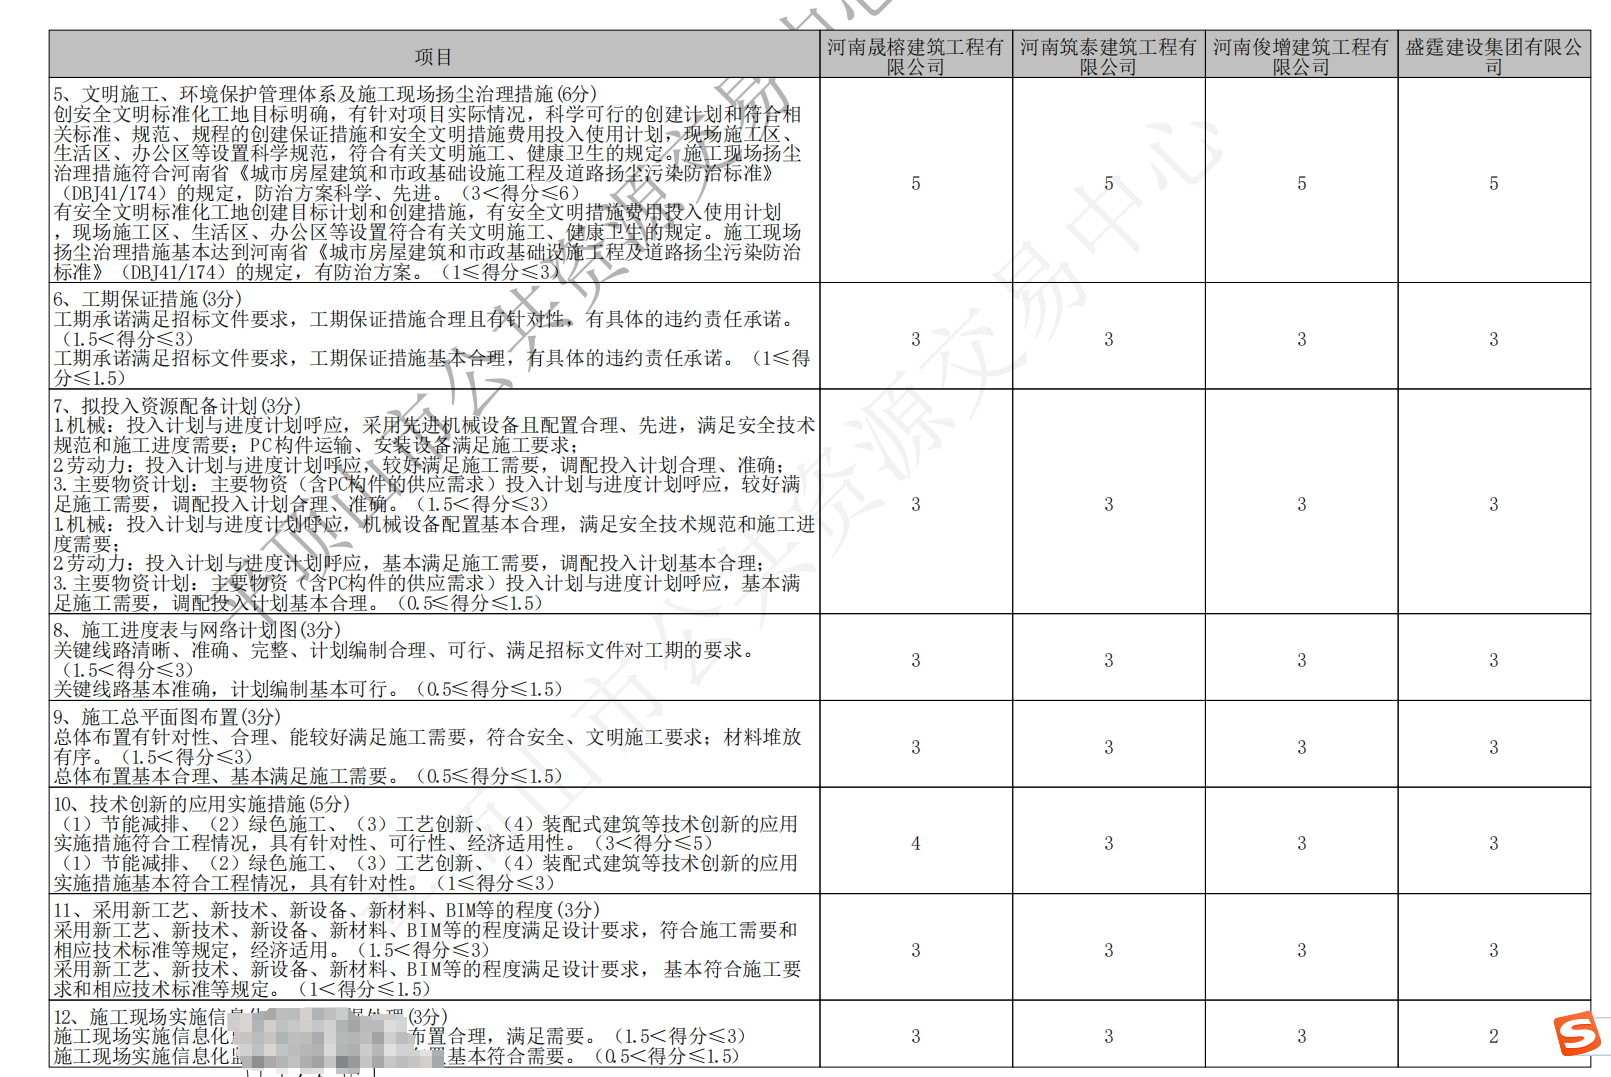 项目
河南晟榕建筑工程有
限公司
河南筑泰建筑工程有
限公司
河南俊增建筑工程有
限公司
盛霆建设集团有限公
司
5、文明施工、环境保护管理体系及施工现场扬尘治理措施(6分)
创安全文明标准化工地目标明确，有针对项目实际情况，科学可行的创建计划和符合相
关标准、规范、规程的创建保证措施和安全文明措施费用投入使用计划，现场施工区、
生活区、办公区等设置科学规范，符合有关文明施工、健康卫生的规定。施工现场扬尘
治理措施符合河南省《城市房屋建筑和市政基础设施工程及道路扬尘污染防治标准》
（DBJ41/174）的规定，防治方案科学、先进。（3＜得分≤6）
有安全文明标准化工地创建目标计划和创建措施，有安全文明措施费用投入使用计划
，现场施工区、生活区、办公区等设置符合有关文明施工、健康卫生的规定。施工现场
扬尘治理措施基本达到河南省《城市房屋建筑和市政基础设施工程及道路扬尘污染防治
标准》（DBJ41/174）的规定，有防治方案。（1≤得分≤3）
5
5
5
5
6、工期保证措施(3分)
工期承诺满足招标文件要求，工期保证措施合理且有针对性，有具体的违约责任承诺。
（1.5＜得分≤3）
工期承诺满足招标文件要求，工期保证措施基本合理，有具体的违约责任承诺。（1≤得
分≤1.5）
3
3
3
3
7、拟投入资源配备计划(3分)
1.机械：投入计划与进度计划呼应，采用先进机械设备且配置合理、先进，满足安全技术
规范和施工进度需要；PC构件运输、安装设备满足施工要求；
2劳动力：投入计划与进度计划呼应，较好满足施工需要，调配投入计划合理、准确；
3.主要物资计划：主要物资（含PC构件的供应需求）投入计划与进度计划呼应，较好满
足施工需要，调配投入计划合理、准确。（1.5＜得分≤3）
1.机械：投入计划与进度计划呼应，机械设备配置基本合理，满足安全技术规范和施工进
度需要；
2劳动力：投入计划与进度计划呼应，基本满足施工需要，调配投入计划基本合理；
3.主要物资计划：主要物资（含PC构件的供应需求）投入计划与进度计划呼应，基本满
足施工需要，调配投入计划基本合理。（0.5≤得分≤1.5）
3
3
3
3
8、施工进度表与网络计划图(3分)
关键线路清晰、准确、完整、计划编制合理、可行、满足招标文件对工期的要求。
（1.5＜得分≤3）
关键线路基本准确，计划编制基本可行。（0.5≤得分≤1.5）
3
3
3
3
9、施工总平面图布置(3分)
总体布置有针对性、合理、能较好满足施工需要，符合安全、文明施工要求；材料堆放
有序。（1.5＜得分≤3）
总体布置基本合理、基本满足施工需要。（0.5≤得分≤1.5）
3
3
3
3
10、技术创新的应用实施措施(5分)
（1）节能减排、（2）绿色施工、（3）工艺创新、（4）装配式建筑等技术创新的应用
实施措施符合工程情况，具有针对性、可行性、经济适用性。（3＜得分≤5）
（1）节能减排、（2）绿色施工、（3）工艺创新、（4）装配式建筑等技术创新的应用
实施措施基本符合工程情况，具有针对性。（1≤得分≤3）
4
3
3
3
11、采用新工艺、新技术、新设备、新材料、BIM等的程度(3分)
采用新工艺、新技术、新设备、新材料、BIM等的程度满足设计要求，符合施工需要和
相应技术标准等规定，经济适用。（1.5＜得分≤3）
采用新工艺、新技术、新设备、新材料、BIM等的程度满足设计要求， 基本符合施工要
求和相应技术标准等规定。（1＜得分≤1.5）
3
3
3
3
12、施工现场实施信息化 处理(3分)
施工现场实施信息化 布置合理，满足需要。（1.5＜得分≤3）
施工现场实施信息化监 置基本符合需要。（0.5＜得分≤1.5）
3
3
3
2
平顶山市公共资源交易中心
平顶山市公共资源交易中心